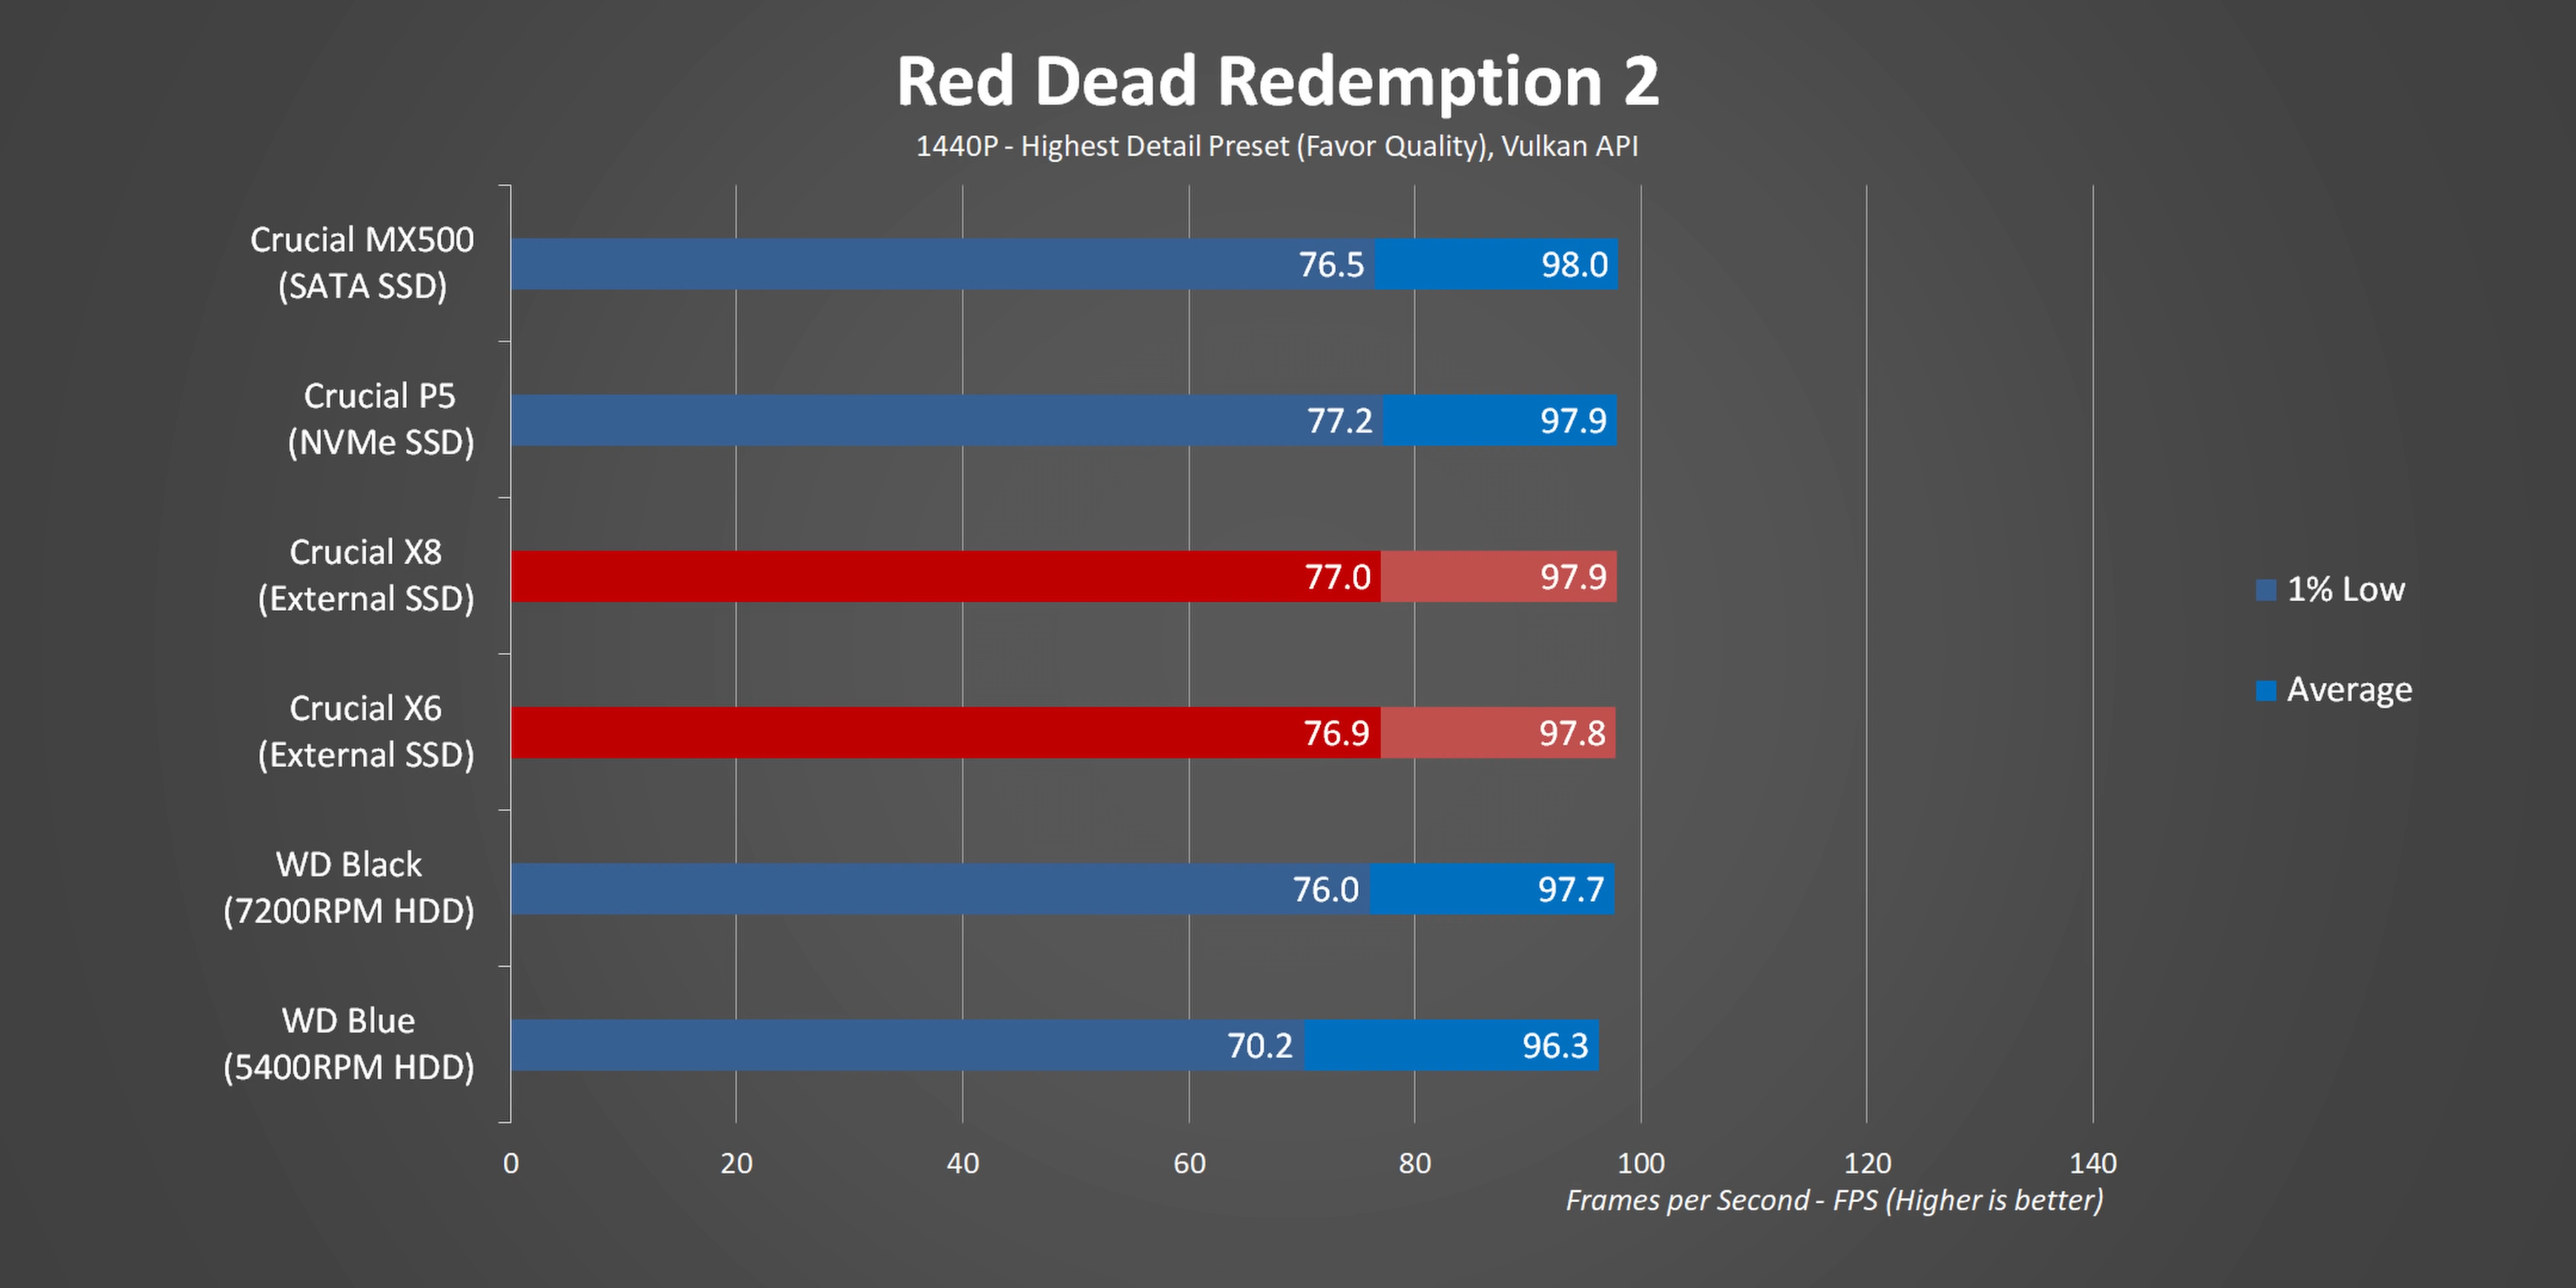 Red Dead Redemption 2
1440P - Highest Detail Preset (Favor Quality), Vulkan API
Crucial MX500
(SATA SSD)
76.5 98.0
Crucial P5
(NVMe SSD)
77.2 97.9
Crucial X8
(External SSD)
77.0 97.9
Crucial X6
(External SSD)
76.9 97.8
WD Black
(7200RPM HDD)
76.0 97.7
WD Blue
(5400RPM HDD)
70.2 96.3
0 20 40 60 80 100 120 140
Frames per Second - FPS (Higher is better)
1% Low
Average